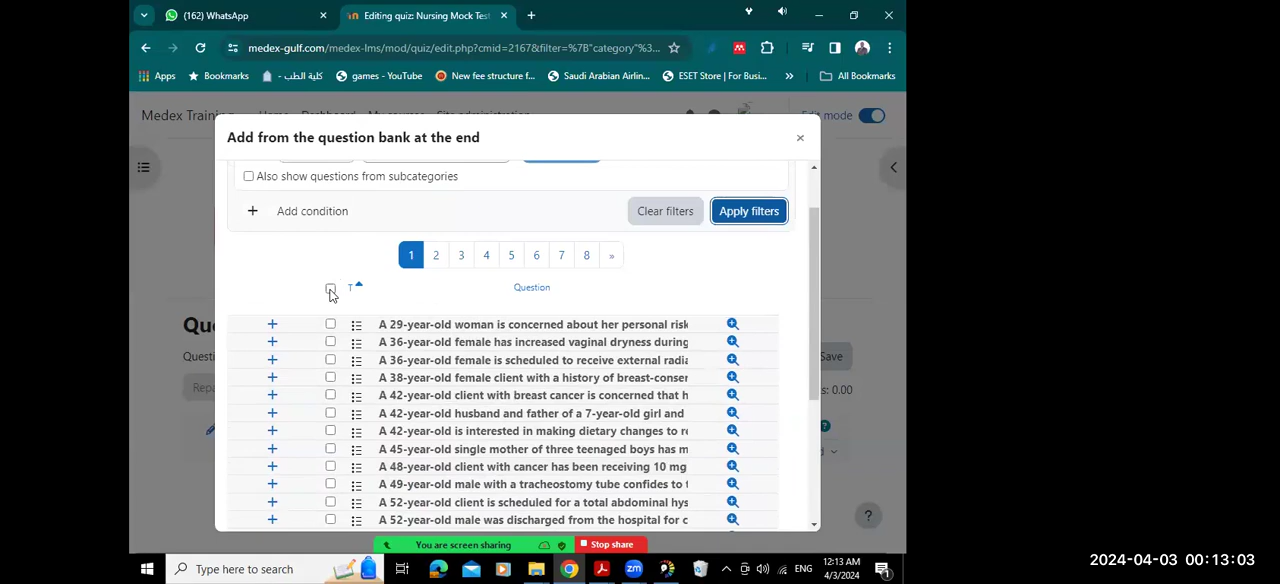 (162) WhatsApp
Editing quiz: Nursing Mock Tes
medex-gulf.com/medex-lms/mod/quiz/edit.php?cmid=2167&filter=%7B"category"%3...
Apps
Bookmarks
كلية الطب -
games - YouTube
New fee structure f...
Saudi Arabian Airlin...
ESET Store | For Busi...
All Bookmarks
Medex Trainin
Edit mode
Add from the question bank at the end
Also show questions from subcategories
Add condition
Clear filters
Apply filters
1 2 3 4 5 6 7 8 »
T
Question
A 29-year-old woman is concerned about her personal risk
A 36-year-old female has increased vaginal dryness during
A 36-year-old female is scheduled to receive external radia
A 38-year-old female client with a history of breast-conser
A 42-year-old client with breast cancer is concerned that h
A 42-year-old husband and father of a 7-year-old girl and
A 42-year-old is interested in making dietary changes to re
A 45-year-old single mother of three teenaged boys has m
A 48-year-old client with cancer has been receiving 10 mg
A 49-year-old male with a tracheostomy tube confides to t
A 52-year-old client is scheduled for a total abdominal hys
A 52-year-old male was discharged from the hospital for c
Que
Questio
Repa
Save
s: 0.00
You are screen sharing
Stop share
Type here to search
ENG
12:13 AM
4/3/2024
1
2024-04-03 00:13:03